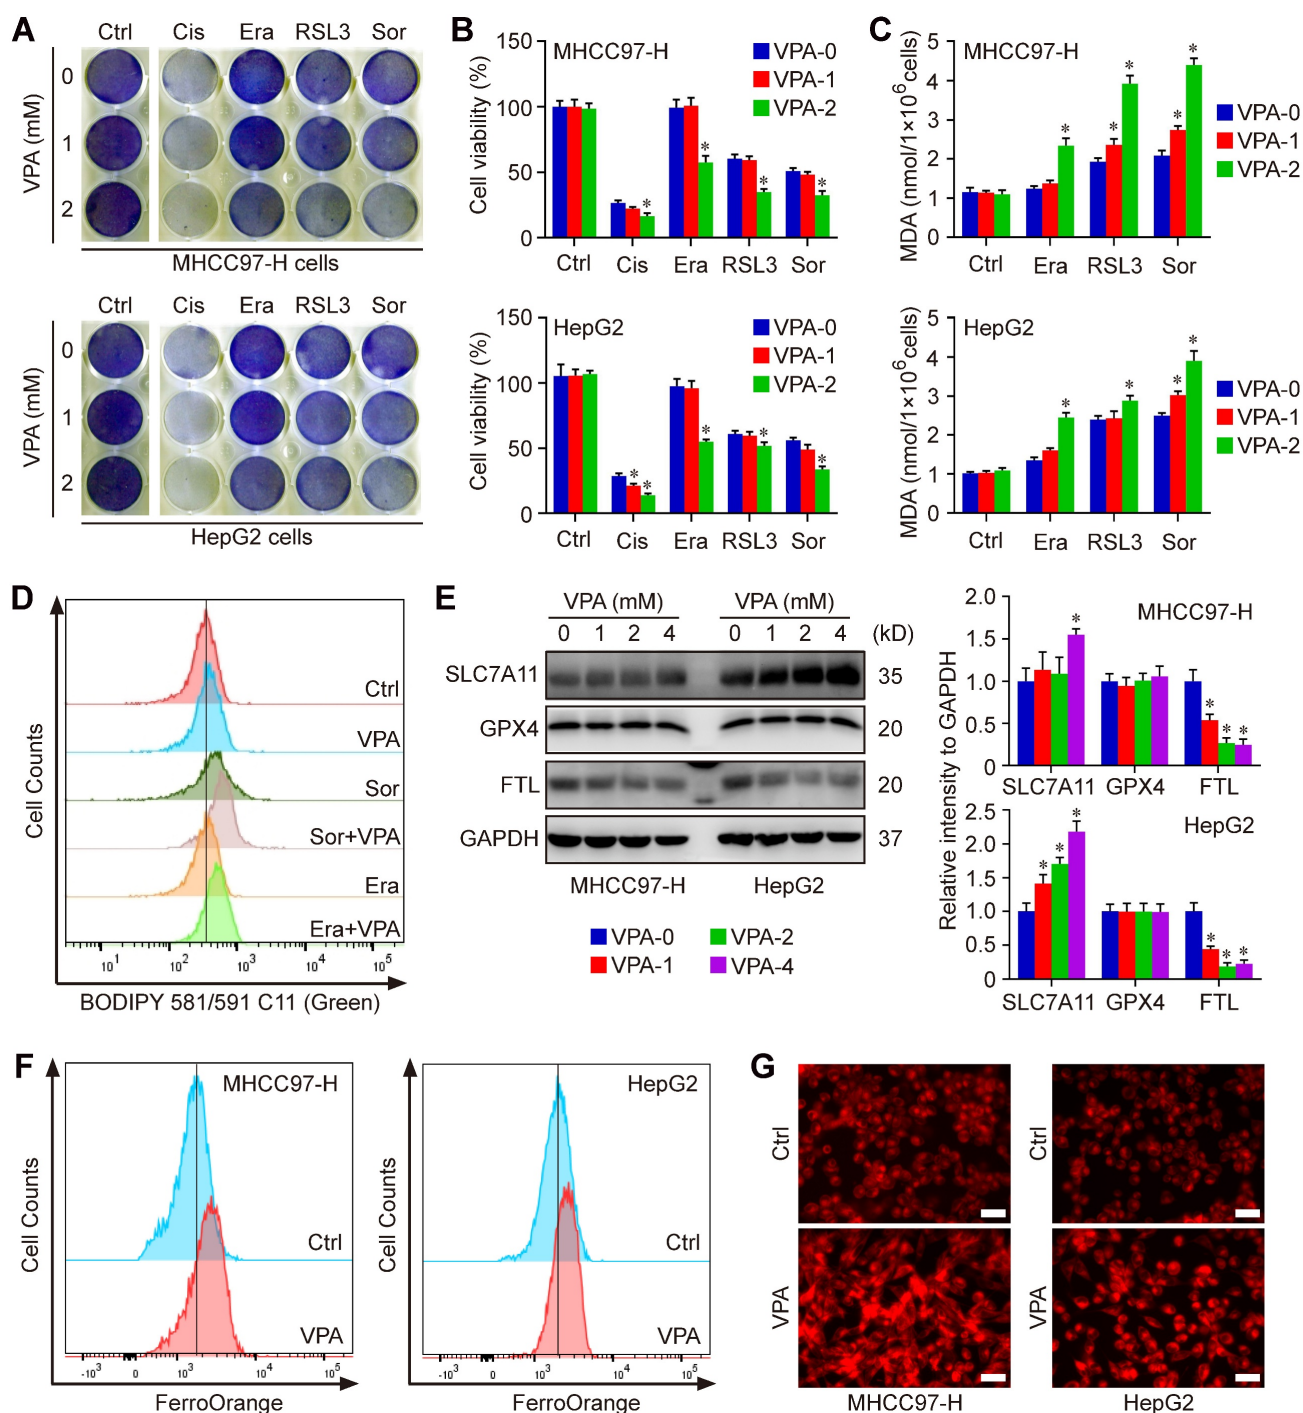 A
Ctrl Cis Era RSL3 Sor
VPA (mM)
0
1
2
MHCC97-H cells
Ctrl Cis Era RSL3 Sor
VPA (mM)
0
1
2
HepG2 cells
B
Cell viability (%)
150
100
50
0
MHCC97-H
VPA-0
VPA-1
VPA-2
* * * *
Ctrl Cis Era RSL3 Sor
Cell viability (%)
150
100
50
0
HepG2
VPA-0
VPA-1
VPA-2
* * * * *
Ctrl Cis Era RSL3 Sor
C
MDA (nmol/1×10⁶ cells)
5
4
3
2
1
0
MHCC97-H
VPA-0
VPA-1
VPA-2
* * * * *
Ctrl Era RSL3 Sor
MDA (nmol/1×10⁶ cells)
5
4
3
2
1
0
HepG2
VPA-0
VPA-1
VPA-2
* * * *
Ctrl Era RSL3 Sor
D
Cell Counts
Ctrl
VPA
Sor
Sor+VPA
Era
Era+VPA
10¹ 10² 10³ 10⁴ 10⁵
BODIPY 581/591 C11 (Green)
E
VPA (mM) VPA (mM)
0 1 2 4 0 1 2 4 (kD)
SLC7A11 35
GPX4 20
FTL 20
GAPDH 37
MHCC97-H HepG2
VPA-0 VPA-2
VPA-1 VPA-4
Relative intensity to GAPDH
2.0
1.5
1.0
0.5
0
MHCC97-H
* * * *
SLC7A11 GPX4 FTL
2.5
2.0
1.5
1.0
0.5
0
HepG2
* * * * * *
SLC7A11 GPX4 FTL
F
Cell Counts
MHCC97-H
Ctrl
VPA
-10³ 0 10³ 10⁴ 10⁵
FerroOrange
Cell Counts
HepG2
Ctrl
VPA
-10³ 0 10³ 10⁴ 10⁵
FerroOrange
G
Ctrl
VPA
MHCC97-H
Ctrl
VPA
HepG2